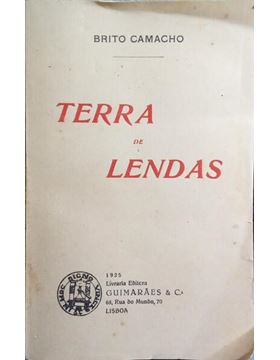 BRITO CAMACHO
TERRA
DE
LENDAS
1925
Livraria Editora
GUIMARÃES & C.ª
68, Rua do Mundo, 70
LISBOA